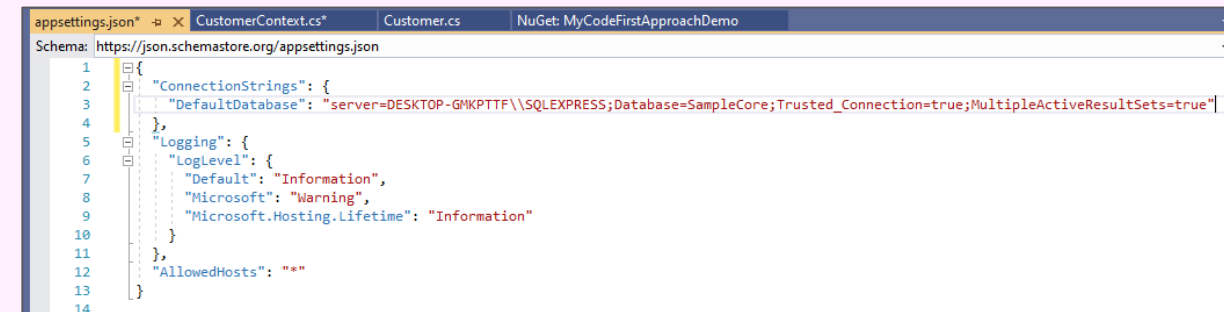 appsettings.json* CustomerContext.cs* Customer.cs NuGet: MyCodeFirstApproachDemo
Schema: https://json.schemastore.org/appsettings.json
1 {
2 "ConnectionStrings": {
3 "DefaultDatabase": "server=DESKTOP-GMKPTTF\\SQLEXPRESS;Database=SampleCore;Trusted_Connection=true;MultipleActiveResultSets=true"
4 },
5 "Logging": {
6 "LogLevel": {
7 "Default": "Information",
8 "Microsoft": "Warning",
9 "Microsoft.Hosting.Lifetime": "Information"
10 }
11 },
12 "AllowedHosts": "*"
13 }
14